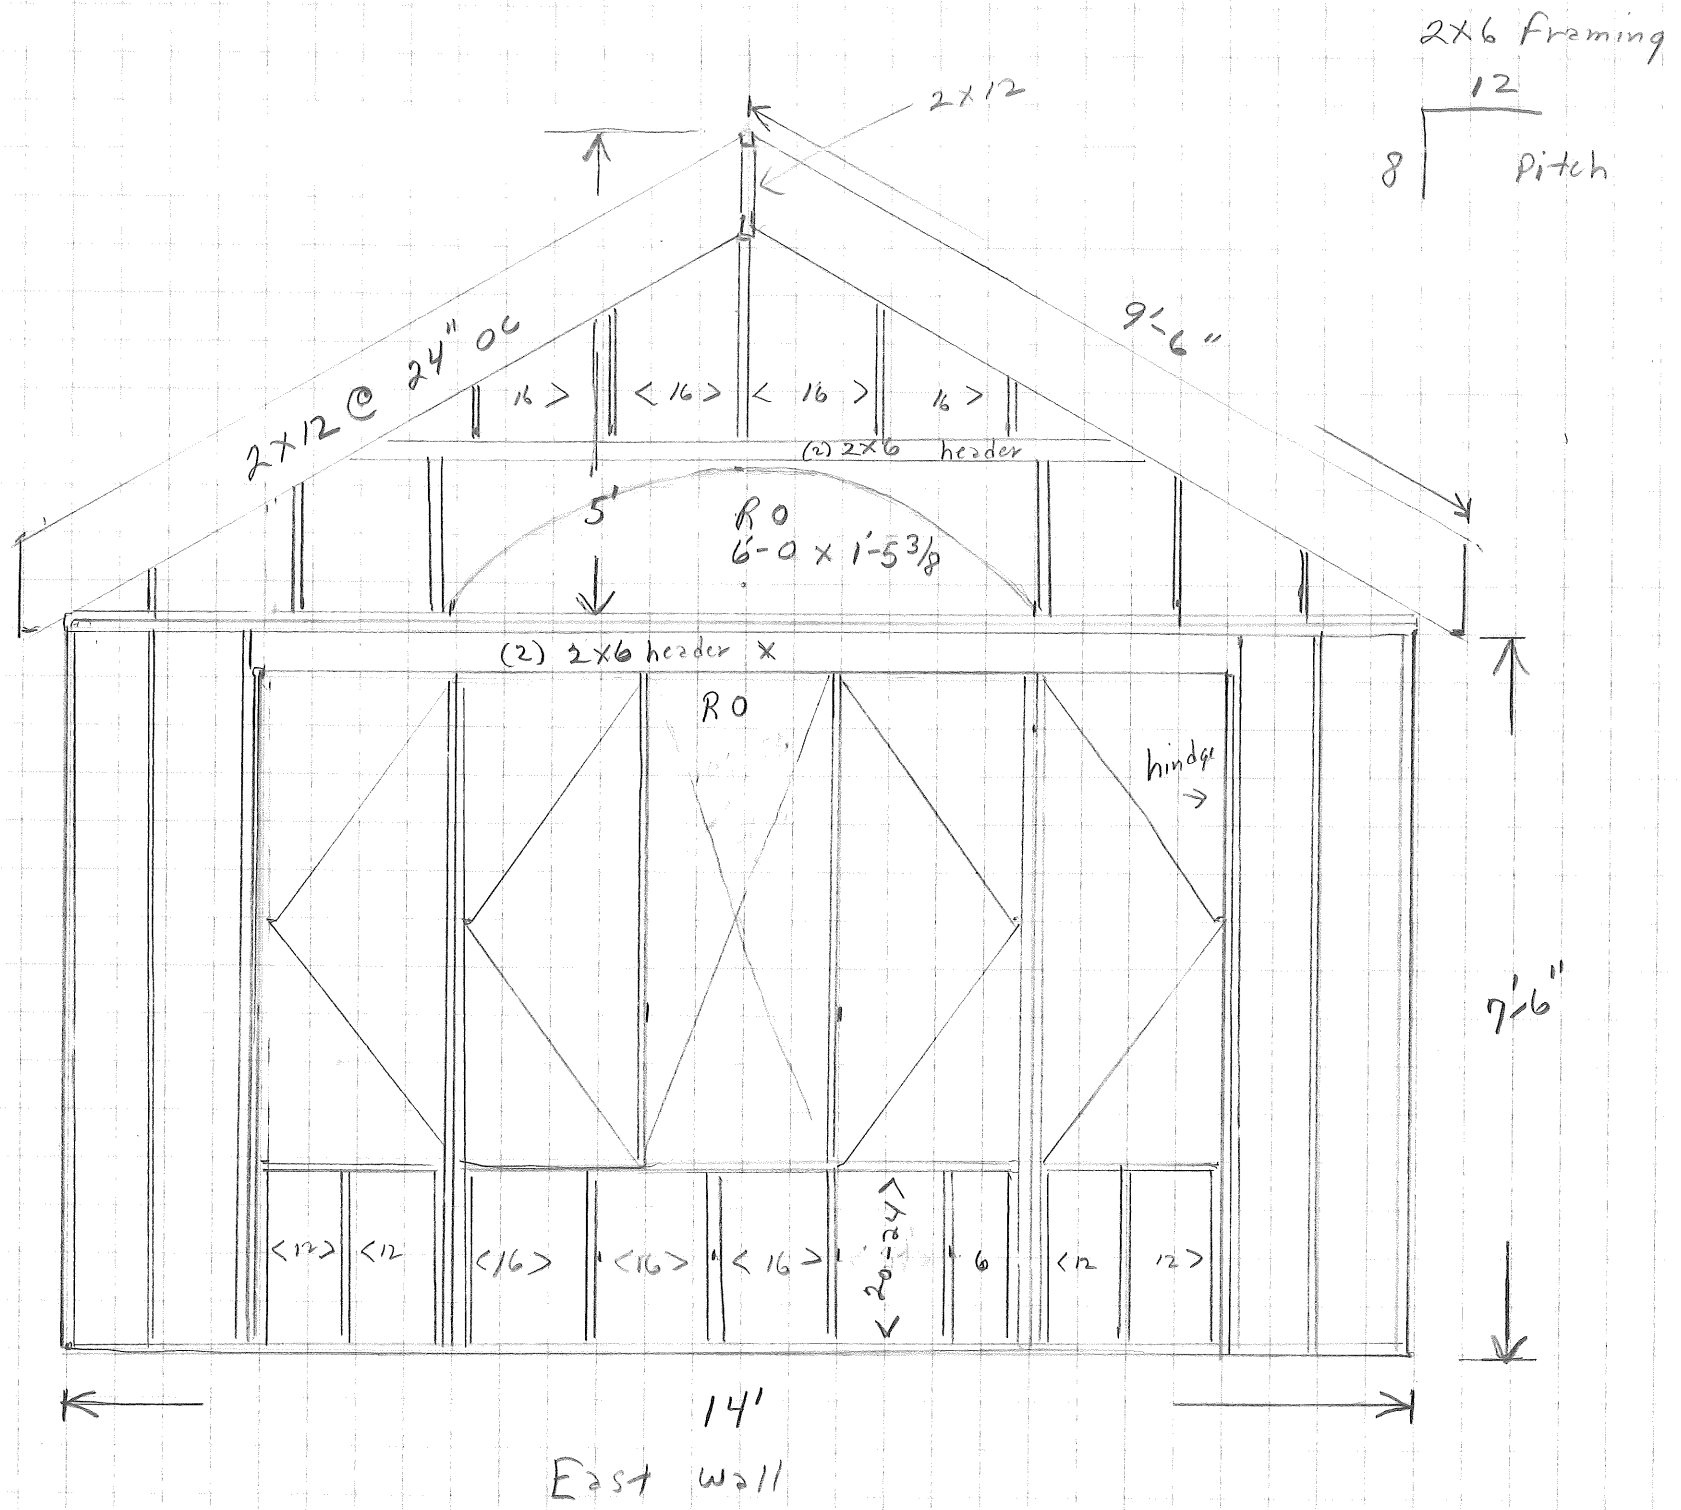 2x6 Framing
12
8 Pitch
2x12
9'-6"
2x12 @ 24" OC
16 >
< 16 >
< 16 >
16 >
(2) 2x6 header
5'
RO
6'-0 x 1'-5 3/8
(2) 2x6 header x
RO
hindge
→
7'-6"
<12>
<12
<16>
<16>
<16>
<20-24>
6
<12
12>
14'
East wall